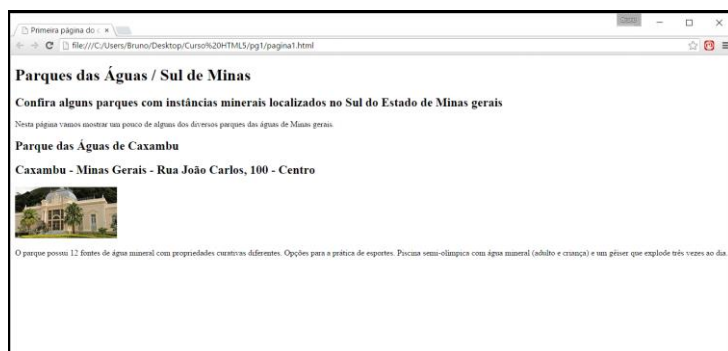 Primeira página do c
file:///C:/Users/Bruno/Desktop/Curso%20HTML5/pg1/pagina1.html
Parques das Águas / Sul de Minas
Confira alguns parques com instâncias minerais localizados no Sul do Estado de Minas gerais
Nesta página vamos mostrar um pouco de alguns dos diversos parques das águas de Minas gerais.
Parque das Águas de Caxambu
Caxambu - Minas Gerais - Rua João Carlos, 100 - Centro
O parque possui 12 fontes de água mineral com propriedades curativas diferentes. Opções para a prática de esportes. Piscina semi-olímpica com água mineral (adulto e criança) e um gêiser que explode três vezes ao dia.